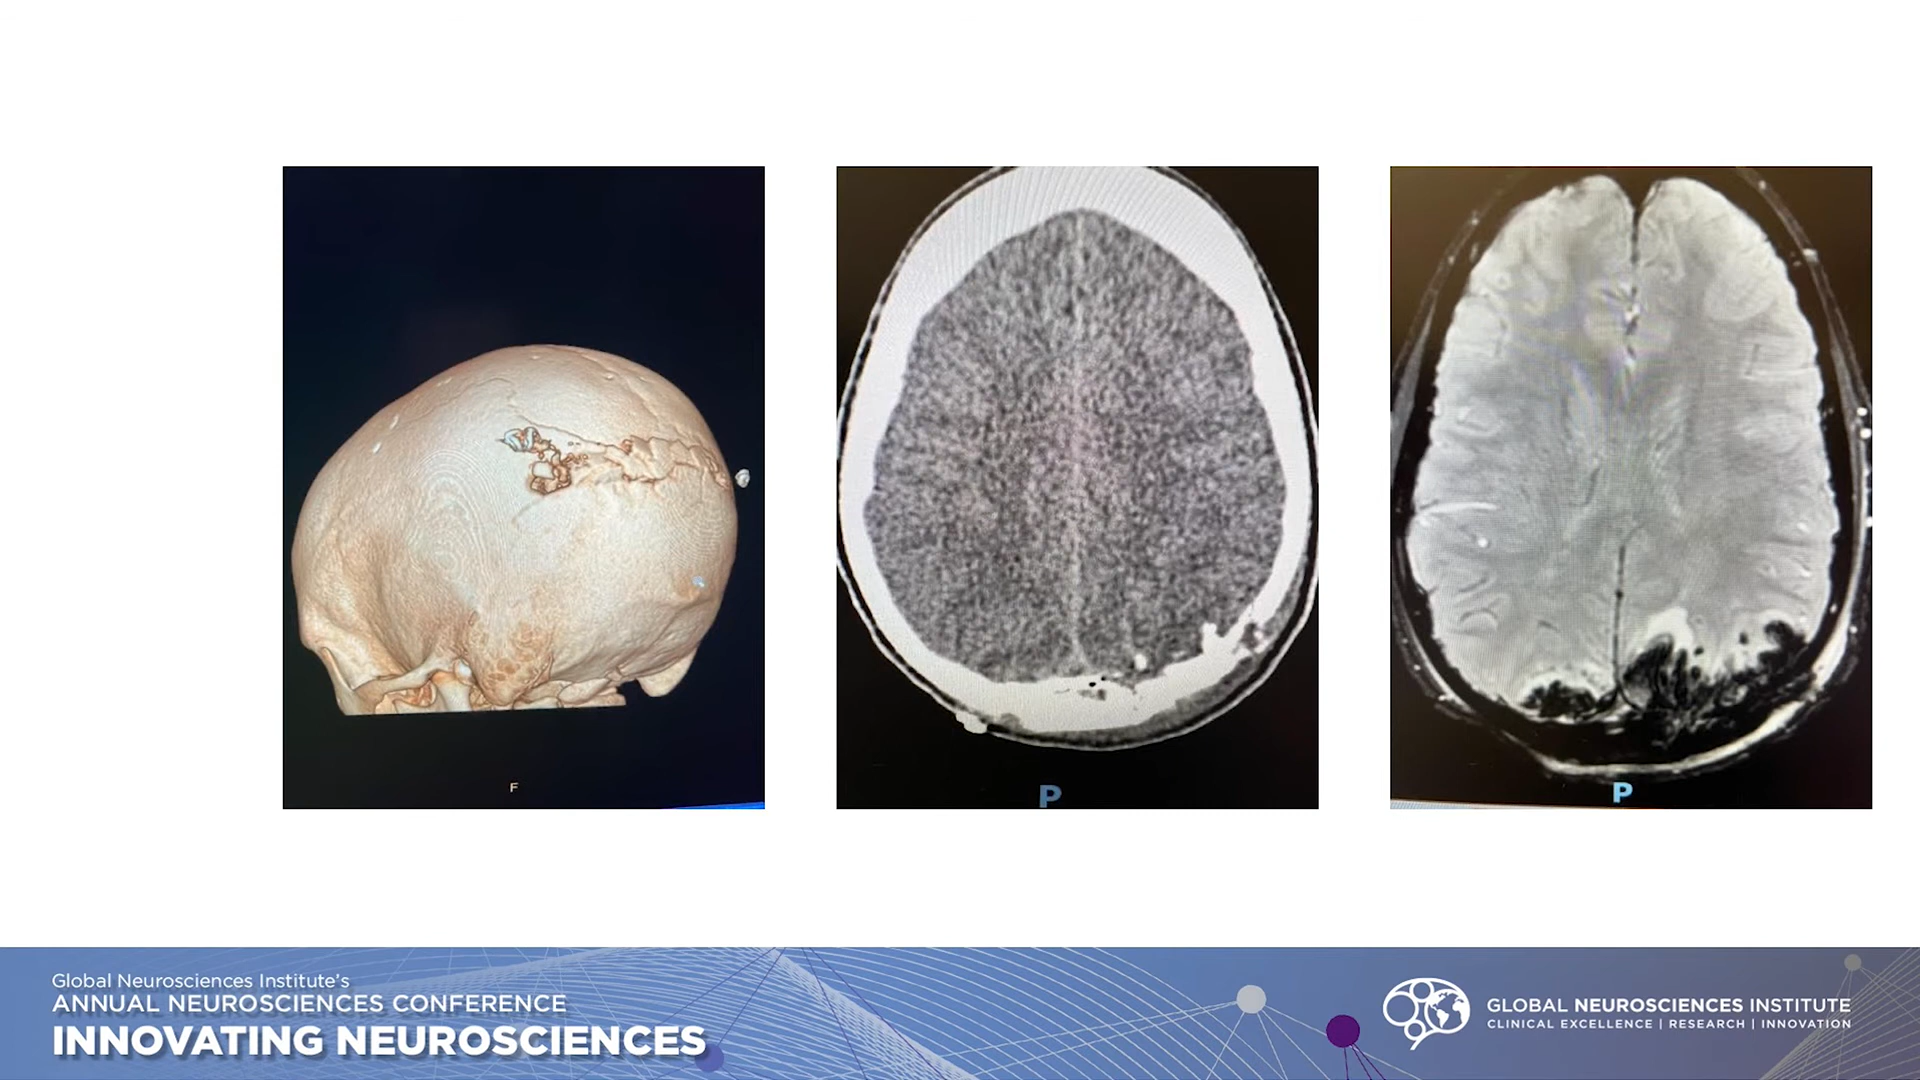 F
P
P
Global Neurosciences Institute's
ANNUAL NEUROSCIENCES CONFERENCE
INNOVATING NEUROSCIENCES
GLOBAL NEUROSCIENCES INSTITUTE
CLINICAL EXCELLENCE | RESEARCH | INNOVATION